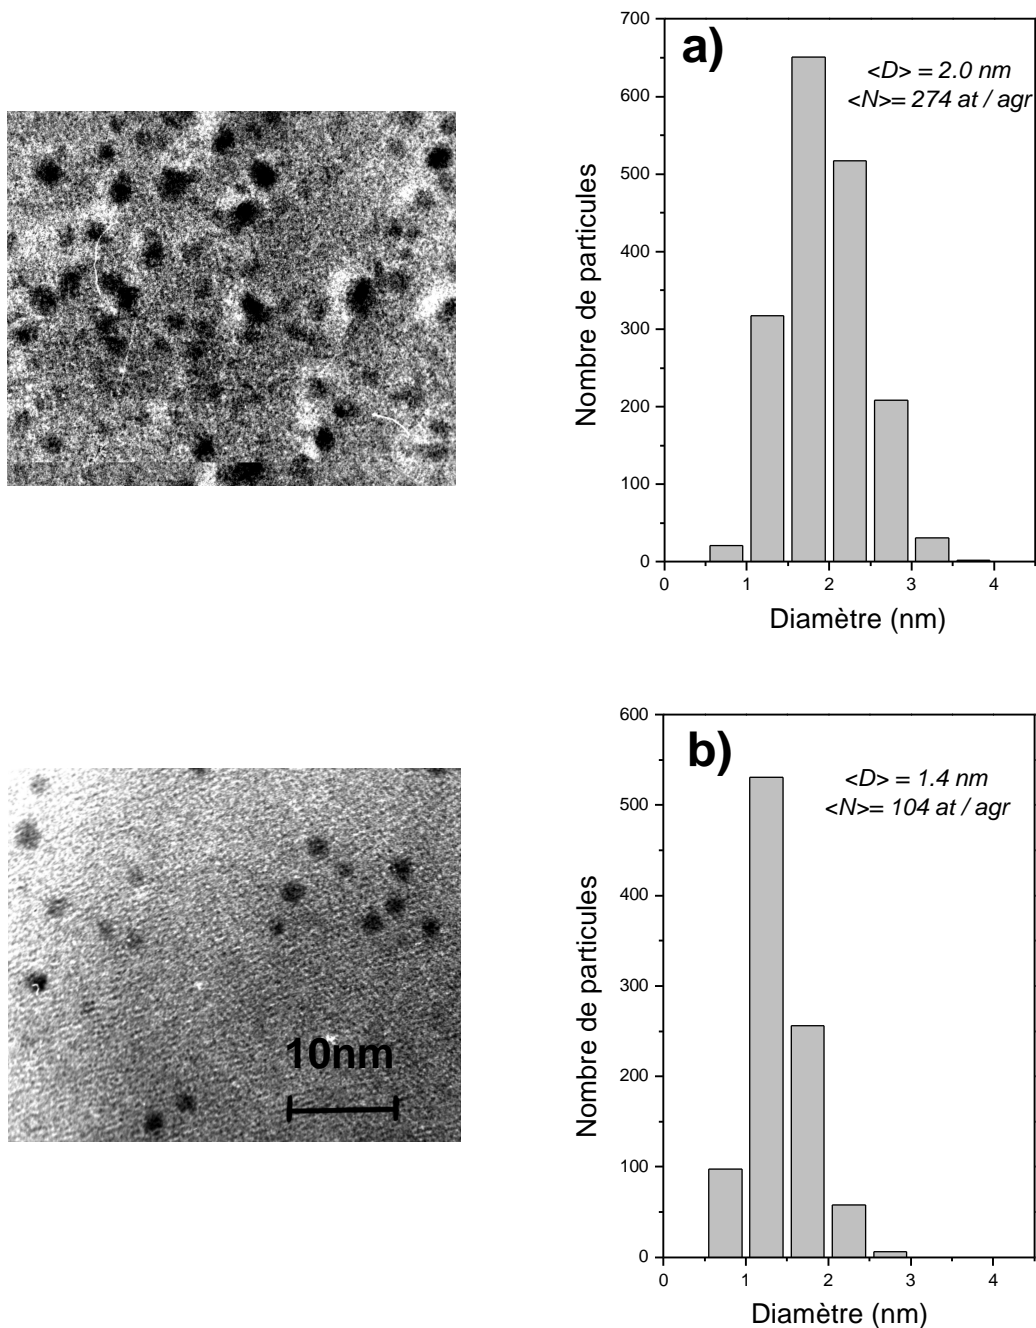 a)
<D> = 2.0 nm
<N>= 274 at / agr
Nombre de particules
700
600
500
400
300
200
100
0
0 1 2 3 4
Diamètre (nm)
10nm
b)
<D> = 1.4 nm
<N>= 104 at / agr
Nombre de particules
600
500
400
300
200
100
0
0 1 2 3 4
Diamètre (nm)